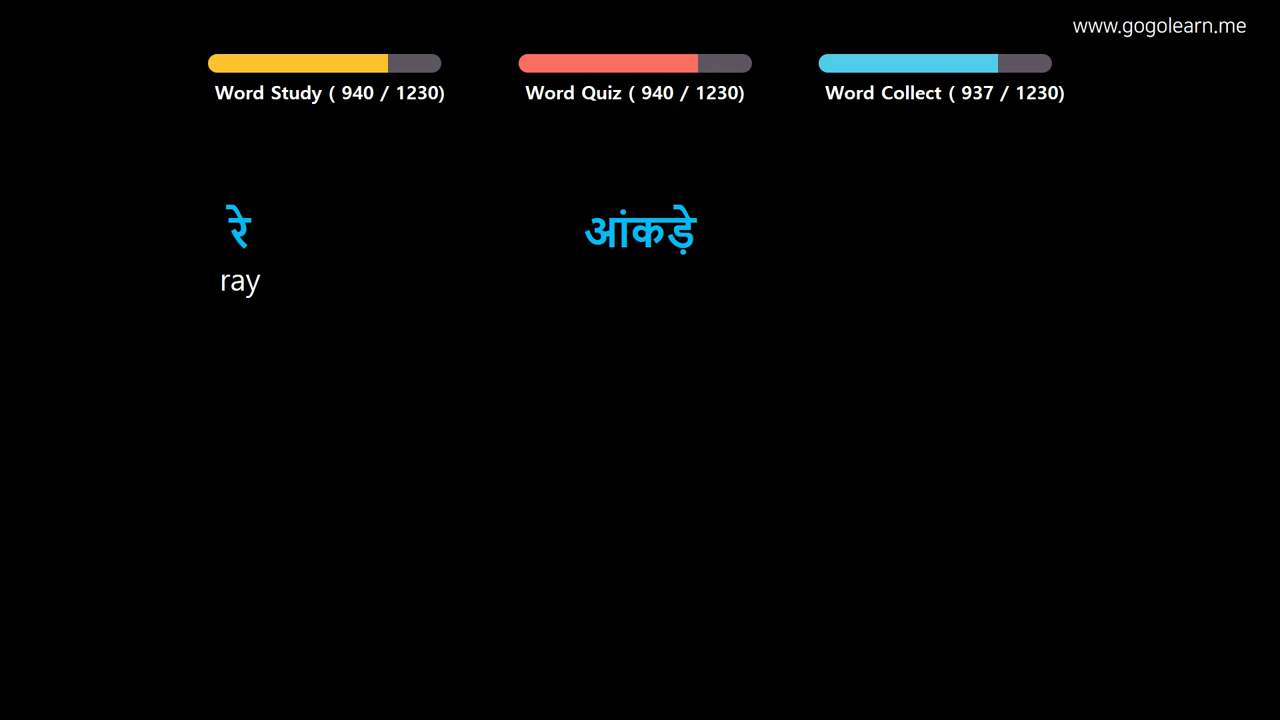 www.gogolearn.me
Word Study ( 940 / 1230)
Word Quiz ( 940 / 1230)
Word Collect ( 937 / 1230)
रे
आंकड़े
ray